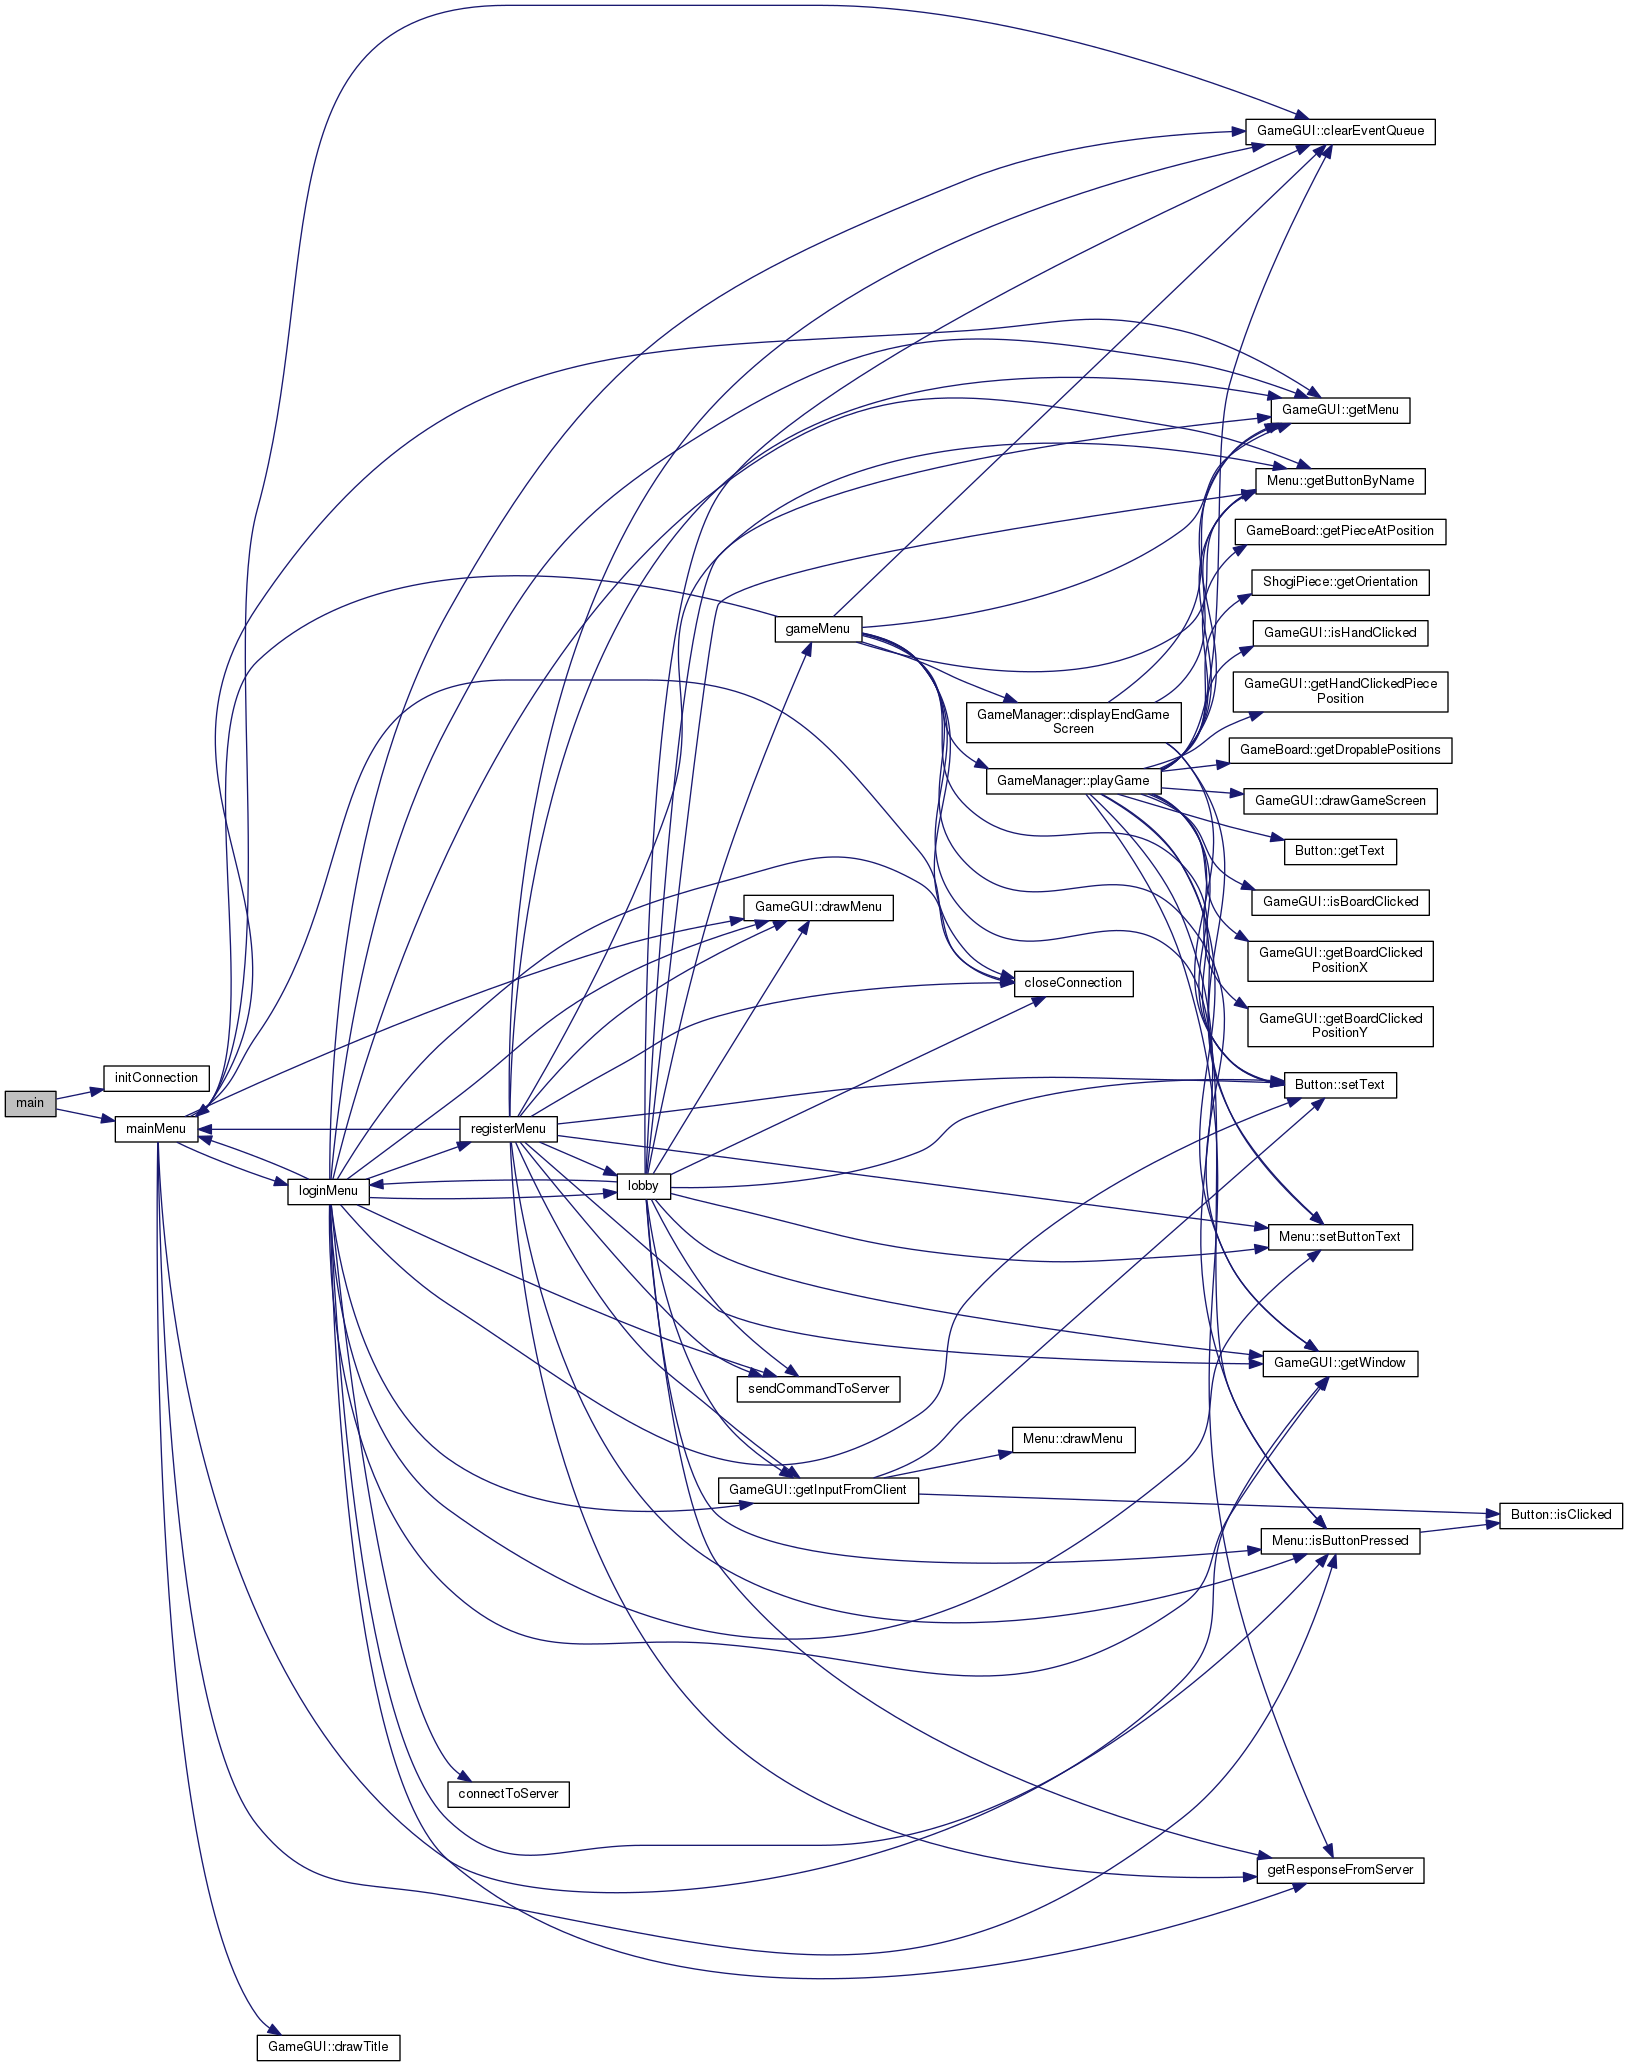 GameGUI::clearEventQueue
GameGUI::getMenu
Menu::getButtonByName
GameBoard::getPieceAtPosition
ShogiPiece::getOrientation
gameMenu
GameGUI::isHandClicked
GameGUI::getHandClickedPiece
Position
GameManager::displayEndGame
Screen
GameBoard::getDropablePositions
GameManager::playGame
GameGUI::drawGameScreen
Button::getText
GameGUI::isBoardClicked
GameGUI::drawMenu
GameGUI::getBoardClicked
PositionX
closeConnection
GameGUI::getBoardClicked
PositionY
initConnection
Button::setText
main
mainMenu
registerMenu
lobby
loginMenu
Menu::setButtonText
GameGUI::getWindow
sendCommandToServer
Menu::drawMenu
GameGUI::getInputFromClient
Button::isClicked
Menu::isButtonPressed
connectToServer
getResponseFromServer
GameGUI::drawTitle